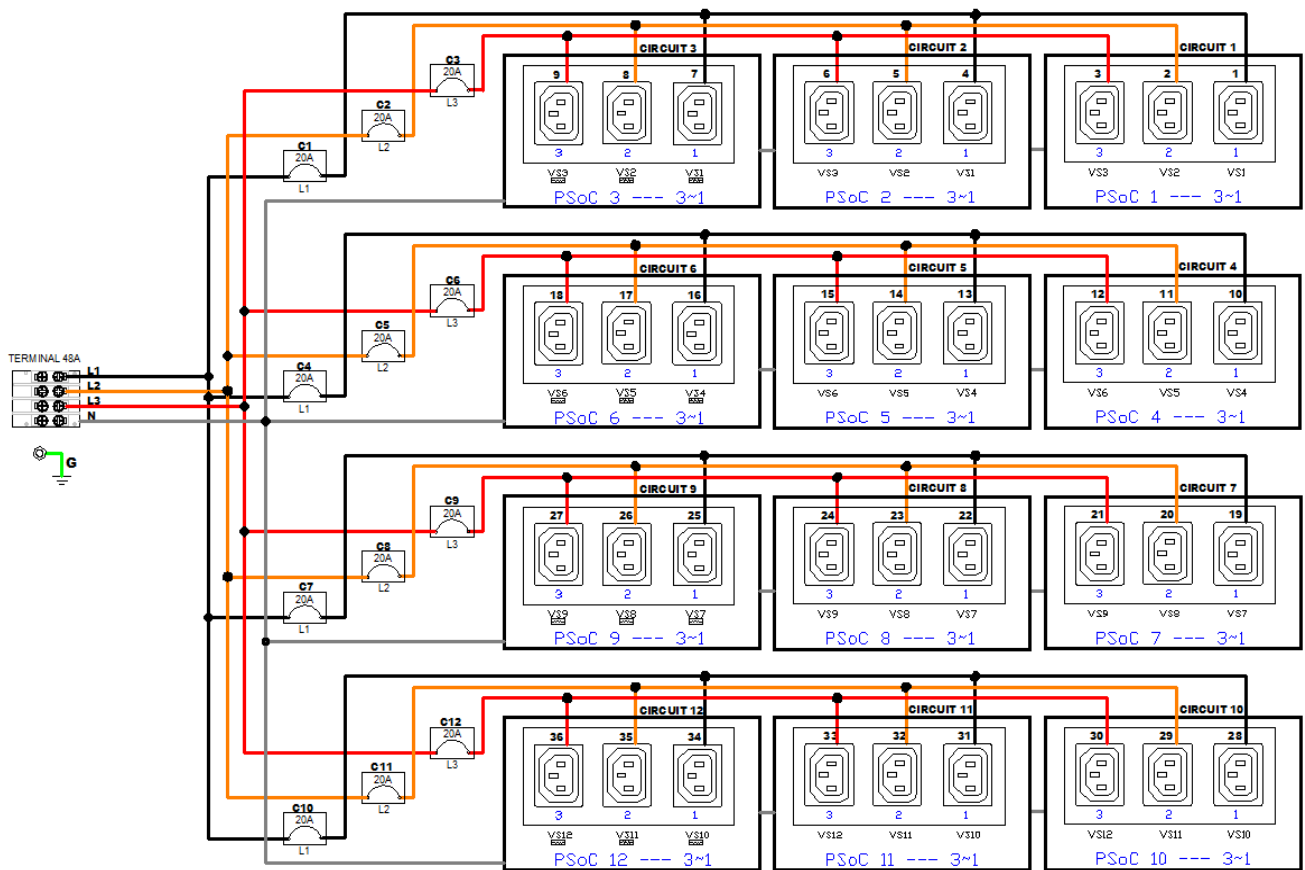 CIRCUIT 3 CIRCUIT 2 CIRCUIT 1
C3
20A
L3
9 8 7 6 5 4 3 2 1
C2
20A
L2
C1
20A
L1
3 2 1 3 2 1 3 2 1
VS3 VS2 VS1 VS3 VS2 VS1 VS3 VS2 VS1
PSoC 3 --- 3~1 PSoC 2 --- 3~1 PSoC 1 --- 3~1
CIRCUIT 6 CIRCUIT 5 CIRCUIT 4
C6
20A
L3
18 17 16 15 14 13 12 11 10
C5
20A
L2
C4
20A
L1
3 2 1 3 2 1 3 2 1
VS6 VS5 VS4 VS6 VS5 VS4 VS6 VS5 VS4
PSoC 6 --- 3~1 PSoC 5 --- 3~1 PSoC 4 --- 3~1
TERMINAL 48A
L1
L2
L3
N
G
CIRCUIT 9 CIRCUIT 8 CIRCUIT 7
C9
20A
L3
27 26 25 24 23 22 21 20 19
C8
20A
L2
C7
20A
L1
3 2 1 3 2 1 3 2 1
VS9 VS8 VS7 VS9 VS8 VS7 VS9 VS8 VS7
PSoC 9 --- 3~1 PSoC 8 --- 3~1 PSoC 7 --- 3~1
CIRCUIT 12 CIRCUIT 11 CIRCUIT 10
C12
20A
L3
36 35 34 33 32 31 30 29 28
C11
20A
L2
C10
20A
L1
3 2 1 3 2 1 3 2 1
VS12 VS11 VS10 VS12 VS11 VS10 VS12 VS11 VS10
PSoC 12 --- 3~1 PSoC 11 --- 3~1 PSoC 10 --- 3~1